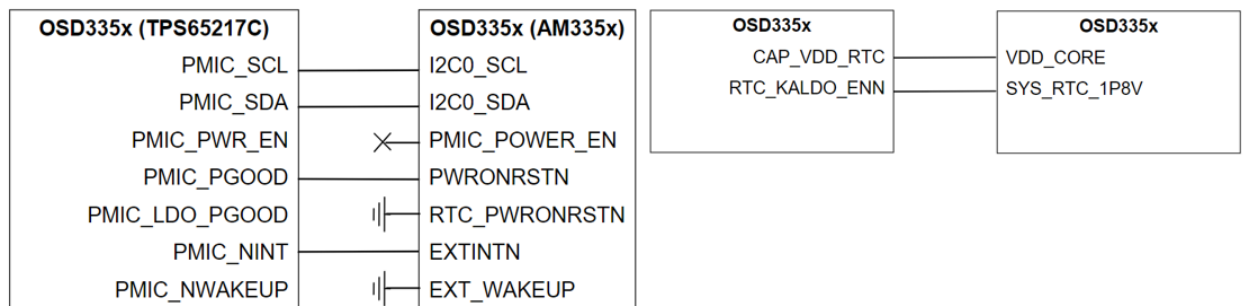 OSD335x (TPS65217C)
PMIC_SCL
PMIC_SDA
PMIC_PWR_EN
PMIC_PGOOD
PMIC_LDO_PGOOD
PMIC_NINT
PMIC_NWAKEUP
OSD335x (AM335x)
I2C0_SCL
I2C0_SDA
PMIC_POWER_EN
PWRONRSTN
RTC_PWRONRSTN
EXTINTN
EXT_WAKEUP
OSD335x
CAP_VDD_RTC
RTC_KALDO_ENN
OSD335x
VDD_CORE
SYS_RTC_1P8V